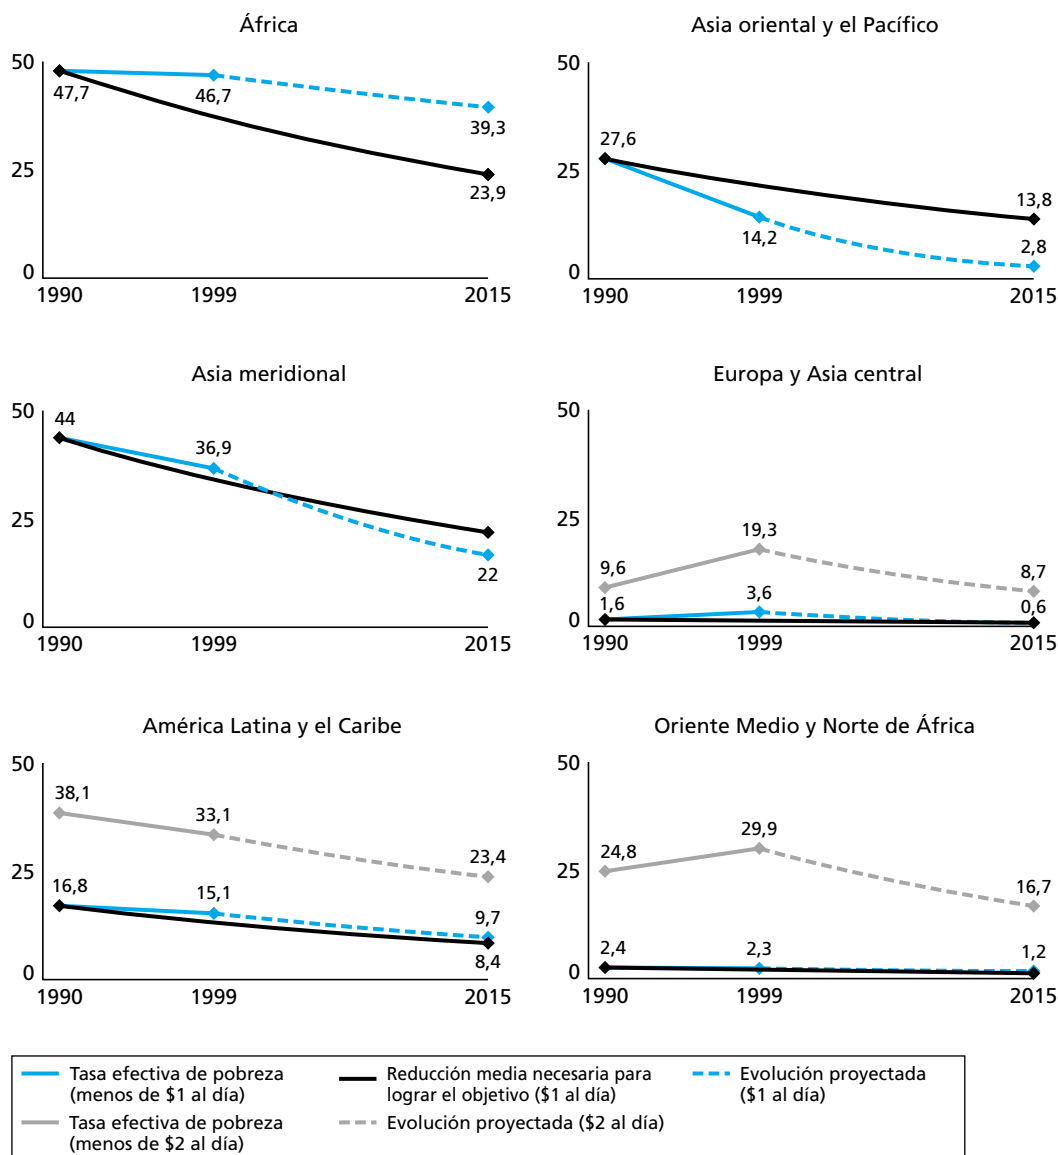 África
50
47,7
46,7
39,3
25
23,9
0
1990 1999 2015
Asia oriental y el Pacífico
50
27,6
25
14,2
13,8
2,8
0
1990 1999 2015
Asia meridional
50
44
36,9
25
22
0
1990 1999 2015
Europa y Asia central
50
25
19,3
9,6
8,7
1,6
3,6
0,6
0
1990 1999 2015
América Latina y el Caribe
50
38,1
33,1
25
23,4
16,8
15,1
9,7
8,4
0
1990 1999 2015
Oriente Medio y Norte de África
50
24,8
29,9
25
16,7
2,4
2,3
1,2
0
1990 1999 2015
Tasa efectiva de pobreza
(menos de $1 al día)
Reducción media necesaria para
lograr el objetivo ($1 al día)
Evolución proyectada
($1 al día)
Tasa efectiva de pobreza
(menos de $2 al día)
Evolución proyectada ($2 al día)